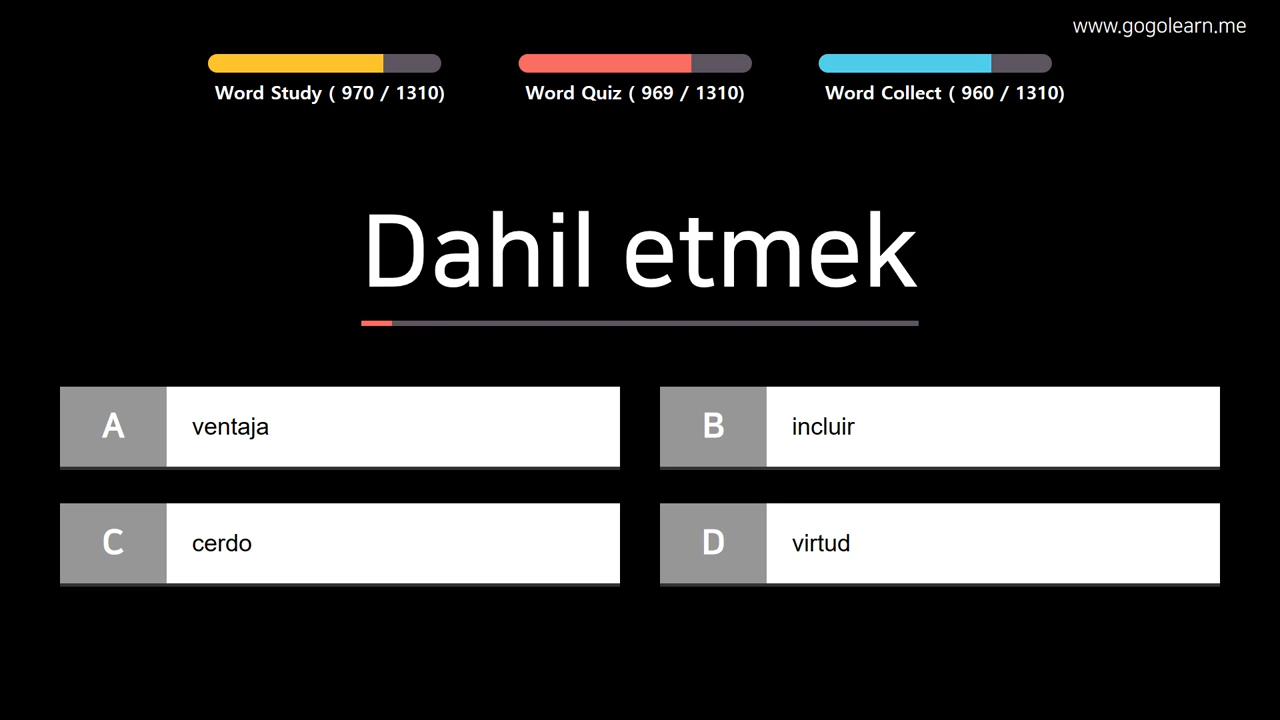 www.gogolearn.me
Word Study ( 970 / 1310)
Word Quiz ( 969 / 1310)
Word Collect ( 960 / 1310)
Dahil etmek
A ventaja
B incluir
C cerdo
D virtud